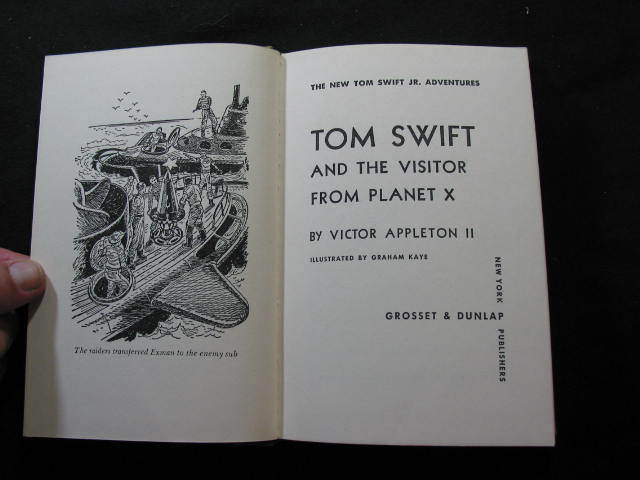 The raiders transferred Exman to the enemy sub
THE NEW TOM SWIFT JR. ADVENTURES
TOM SWIFT
AND THE VISITOR
FROM PLANET X
BY VICTOR APPLETON II
ILLUSTRATED BY GRAHAM KAYE
GROSSET & DUNLAP
NEW YORK PUBLISHERS